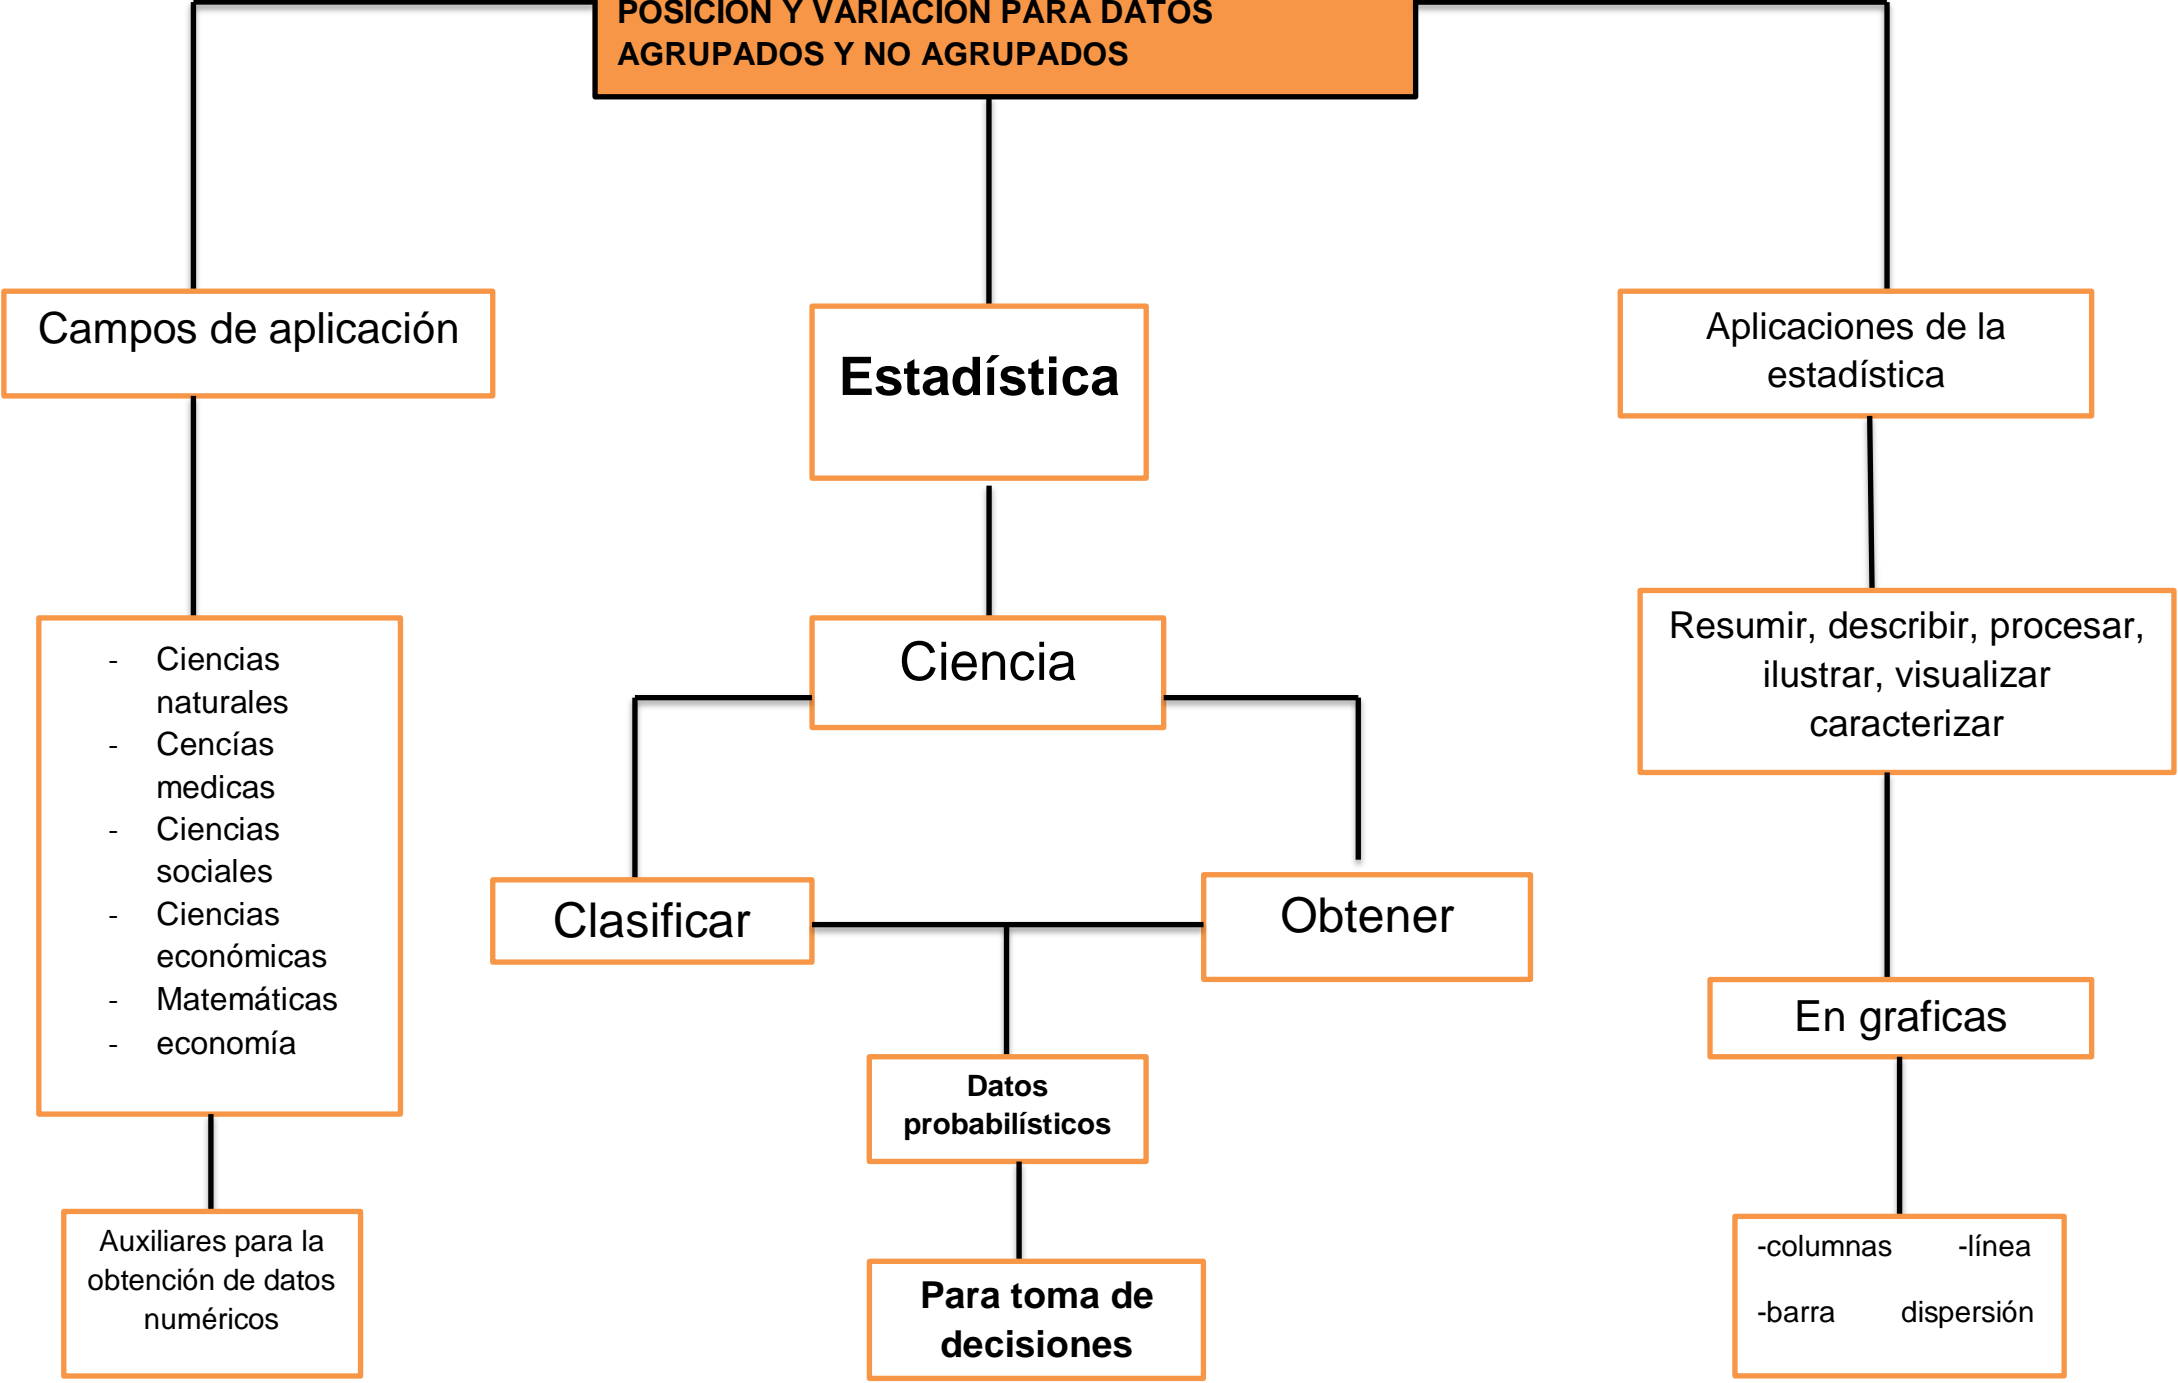 POSICIÓN Y VARIACIÓN PARA DATOS
AGRUPADOS Y NO AGRUPADOS
Campos de aplicación
Estadística
Aplicaciones de la
estadística
- Ciencias
naturales
- Cencías
medicas
- Ciencias
sociales
- Ciencias
económicas
- Matemáticas
- economía
Ciencia
Resumir, describir, procesar,
ilustrar, visualizar
caracterizar
Clasificar
Obtener
En graficas
Datos
probabilísticos
Auxiliares para la
obtención de datos
numéricos
Para toma de
decisiones
-columnas -línea
-barra dispersión